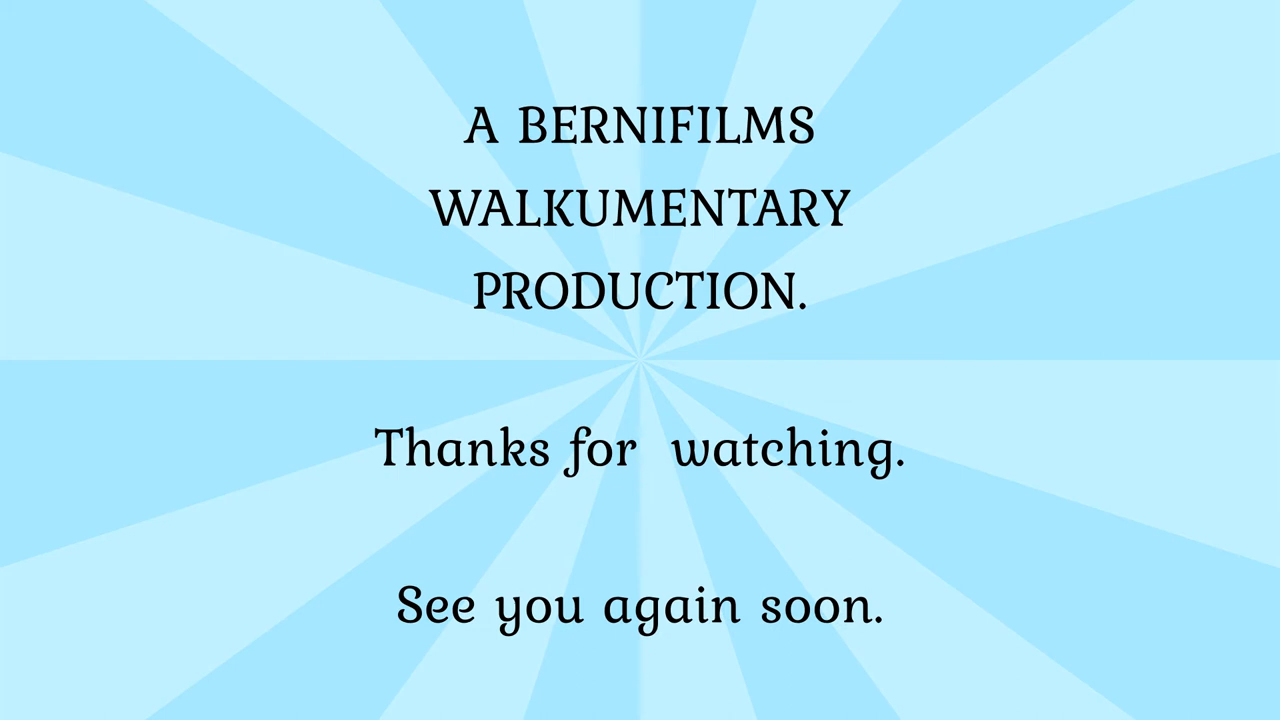 A BERNIFILMS
WALKUMENTARY
PRODUCTION.
Thanks for  watching.
See you again soon.